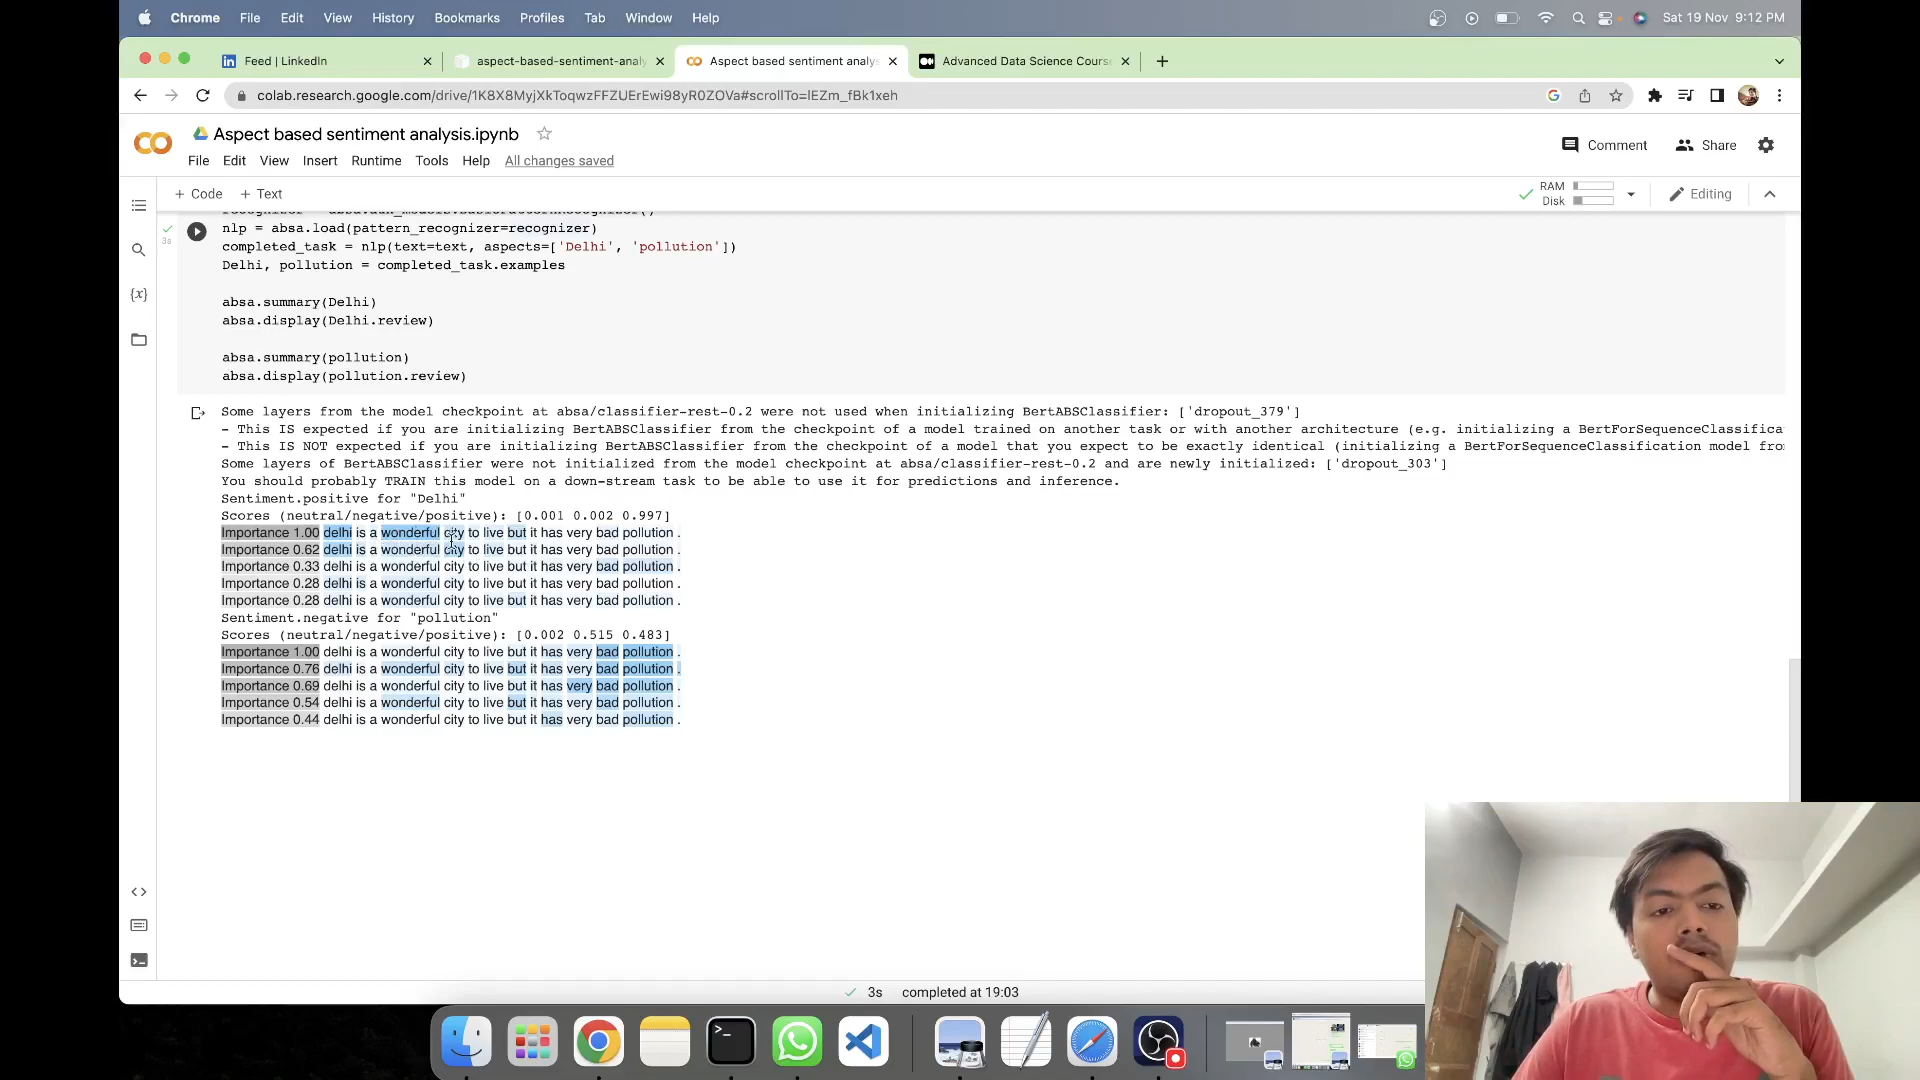 Chrome File Edit View History Bookmarks Profiles Tab Window Help Sat 19 Nov 9:12 PM
Feed | LinkedIn aspect-based-sentiment-analy Aspect based sentiment analys Advanced Data Science Course
colab.research.google.com/drive/1K8X8MyjXkToqwzFFZUErEwi98yR0ZOVa#scrollTo=lEZm_fBk1xeh
Aspect based sentiment analysis.ipynb
Comment Share
File Edit View Insert Runtime Tools Help All changes saved
+ Code + Text RAM Disk Editing
nlp = absa.load(pattern_recognizer=recognizer)
3s
completed_task = nlp(text=text, aspects=['Delhi', 'pollution'])
Delhi, pollution = completed_task.examples
absa.summary(Delhi)
absa.display(Delhi.review)
absa.summary(pollution)
absa.display(pollution.review)
Some layers from the model checkpoint at absa/classifier-rest-0.2 were not used when initializing BertABSClassifier: ['dropout_379']
- This IS expected if you are initializing BertABSClassifier from the checkpoint of a model trained on another task or with another architecture (e.g. initializing a BertForSequenceClassifica
- This IS NOT expected if you are initializing BertABSClassifier from the checkpoint of a model that you expect to be exactly identical (initializing a BertForSequenceClassification model fro
Some layers of BertABSClassifier were not initialized from the model checkpoint at absa/classifier-rest-0.2 and are newly initialized: ['dropout_303']
You should probably TRAIN this model on a down-stream task to be able to use it for predictions and inference.
Sentiment.positive for "Delhi"
Scores (neutral/negative/positive): [0.001 0.002 0.997]
Importance 1.00 delhi is a wonderful city to live but it has very bad pollution .
Importance 0.62 delhi is a wonderful city to live but it has very bad pollution .
Importance 0.33 delhi is a wonderful city to live but it has very bad pollution .
Importance 0.28 delhi is a wonderful city to live but it has very bad pollution .
Importance 0.28 delhi is a wonderful city to live but it has very bad pollution .
Sentiment.negative for "pollution"
Scores (neutral/negative/positive): [0.002 0.515 0.483]
Importance 1.00 delhi is a wonderful city to live but it has very bad pollution .
Importance 0.76 delhi is a wonderful city to live but it has very bad pollution .
Importance 0.69 delhi is a wonderful city to live but it has very bad pollution .
Importance 0.54 delhi is a wonderful city to live but it has very bad pollution .
Importance 0.44 delhi is a wonderful city to live but it has very bad pollution .
3s completed at 19:03